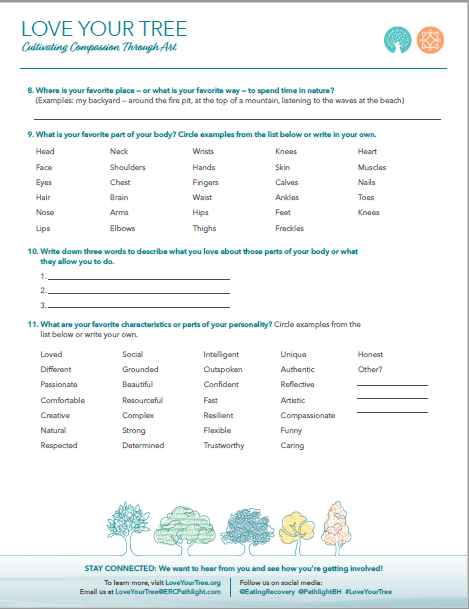 LOVE YOUR TREE
Cultivating Compassion Through Art
8. Where is your favorite place – or what is your favorite way – to spend time in nature?
(Examples: my backyard – around the fire pit, at the top of a mountain, listening to the waves at the beach)
9. What is your favorite part of your body? Circle examples from the list below or write in your own.
Head Neck Wrists Knees Heart
Face Shoulders Hands Skin Muscles
Eyes Chest Fingers Calves Nails
Hair Brain Waist Ankles Toes
Nose Arms Hips Feet Knees
Lips Elbows Thighs Freckles
10. Write down three words to describe what you love about those parts of your body or what
they allow you to do.
1.
2.
3.
11. What are your favorite characteristics or parts of your personality? Circle examples from the
list below or write your own.
Loved Social Intelligent Unique Honest
Different Grounded Outspoken Authentic Other?
Passionate Beautiful Confident Reflective
Comfortable Resourceful Fast Artistic
Creative Complex Resilient Compassionate
Natural Strong Flexible Funny
Respected Determined Trustworthy Caring
STAY CONNECTED: We want to hear from you and see how you're getting involved!
To learn more, visit LoveYourTree.org
Email us at LoveYourTree@ERCPathlight.com
Follow us on social media:
@EatingRecovery @PathlightBH #LoveYourTree